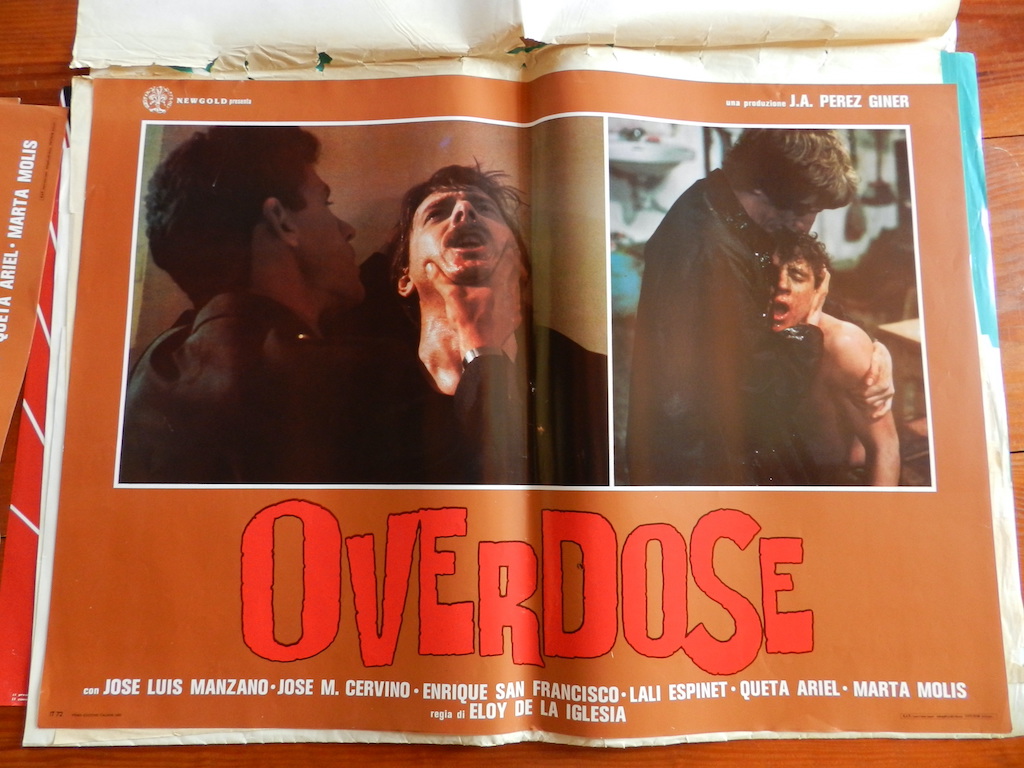 NEWGOLD presenta
una produzione J.A. PEREZ GINER
QUETA ARIEL • MARTA MOLIS
OVERDOSE
con JOSE LUIS MANZANO • JOSE M. CERVINO • ENRIQUE SAN FRANCISCO • LALI ESPINET • QUETA ARIEL • MARTA MOLIS
regia di ELOY DE LA IGLESIA